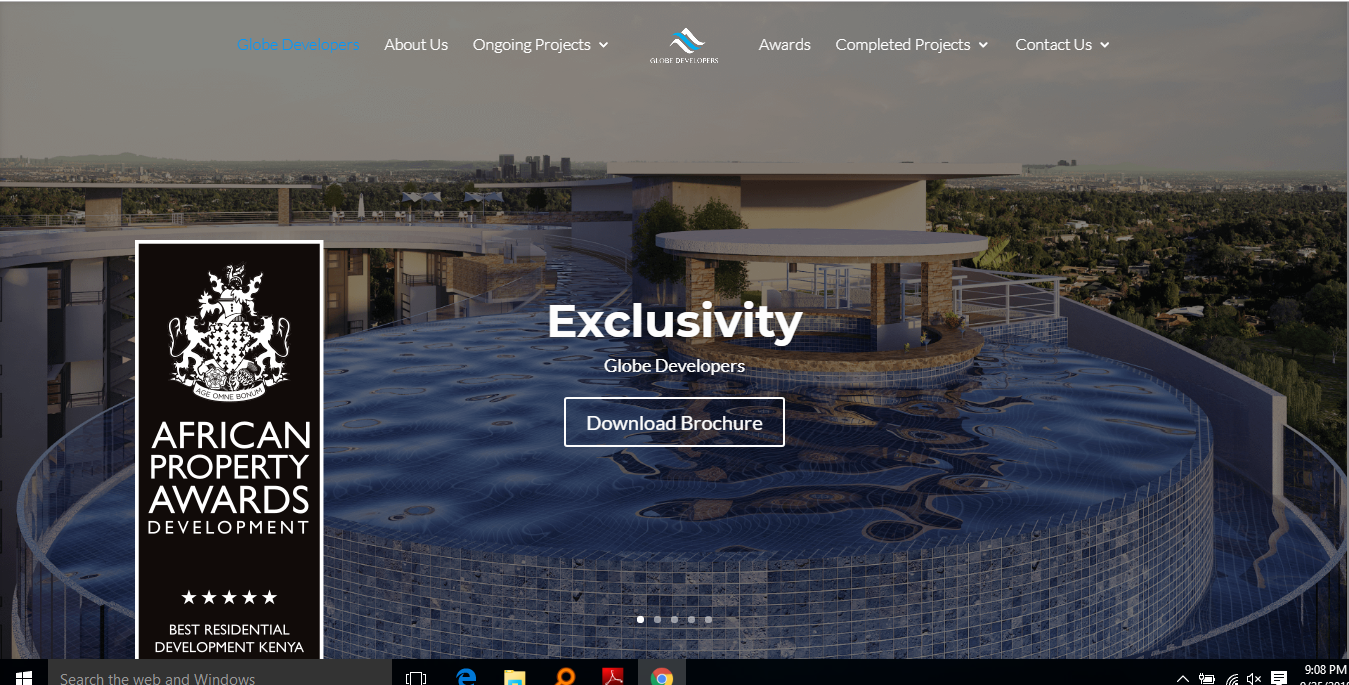 Globe Developers About Us Ongoing Projects Awards Completed Projects Contact Us
GLOBE DEVELOPERS
Exclusivity
Globe Developers
Download Brochure
AGE OMNE BONUM
AFRICAN
PROPERTY
AWARDS
DEVELOPMENT
BEST RESIDENTIAL
DEVELOPMENT KENYA
Search the web and Windows
9:08 PM